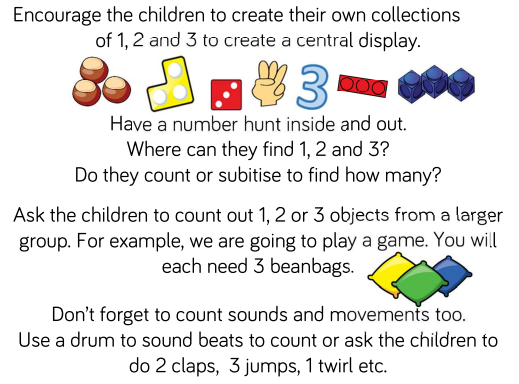 Encourage the children to create their own collections
of 1, 2 and 3 to create a central display.
3
Have a number hunt inside and out.
Where can they find 1, 2 and 3?
Do they count or subitise to find how many?
Ask the children to count out 1, 2 or 3 objects from a larger
group. For example, we are going to play a game. You will
each need 3 beanbags.
Don't forget to count sounds and movements too.
Use a drum to sound beats to count or ask the children to
do 2 claps, 3 jumps, 1 twirl etc.